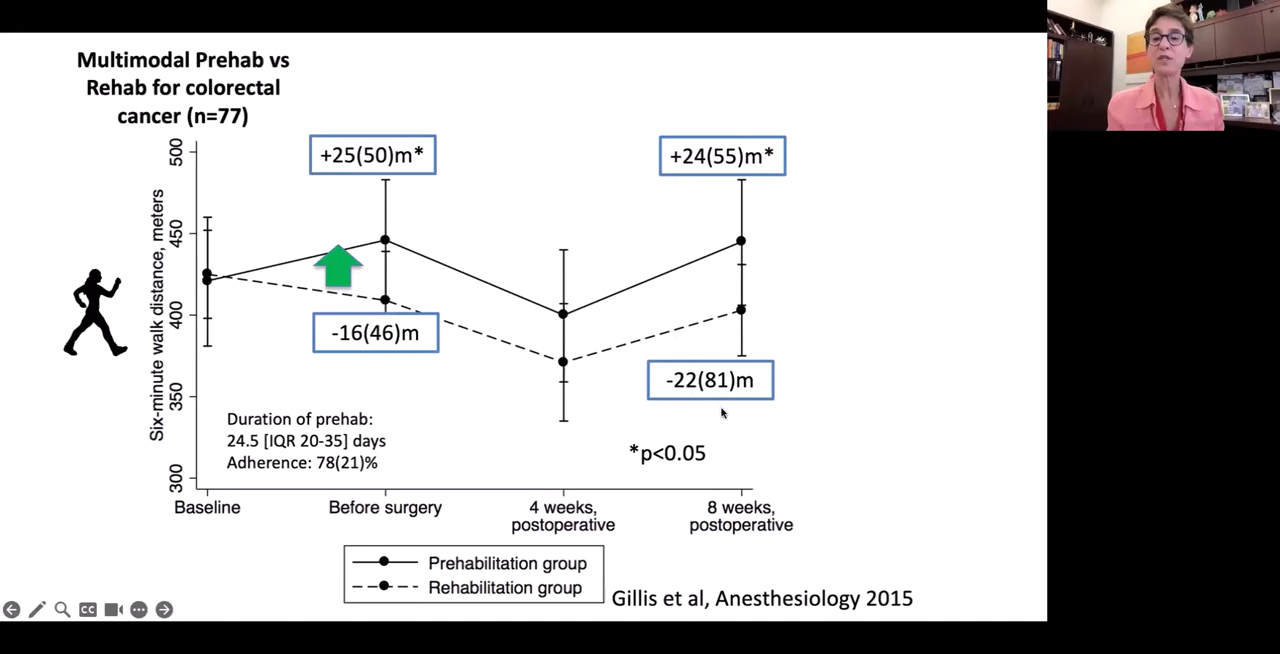 Multimodal Prehab vs
Rehab for colorectal
cancer (n=77)
+25(50)m*
+24(55)m*
-16(46)m
-22(81)m
Six-minute walk distance, meters
500
450
400
350
300
Duration of prehab:
24.5 [IQR 20-35] days
Adherence: 78(21)%
*p<0.05
Baseline
Before surgery
4 weeks,
postoperative
8 weeks,
postoperative
Prehabilitation group
Rehabilitation group
Gillis et al, Anesthesiology 2015
CC